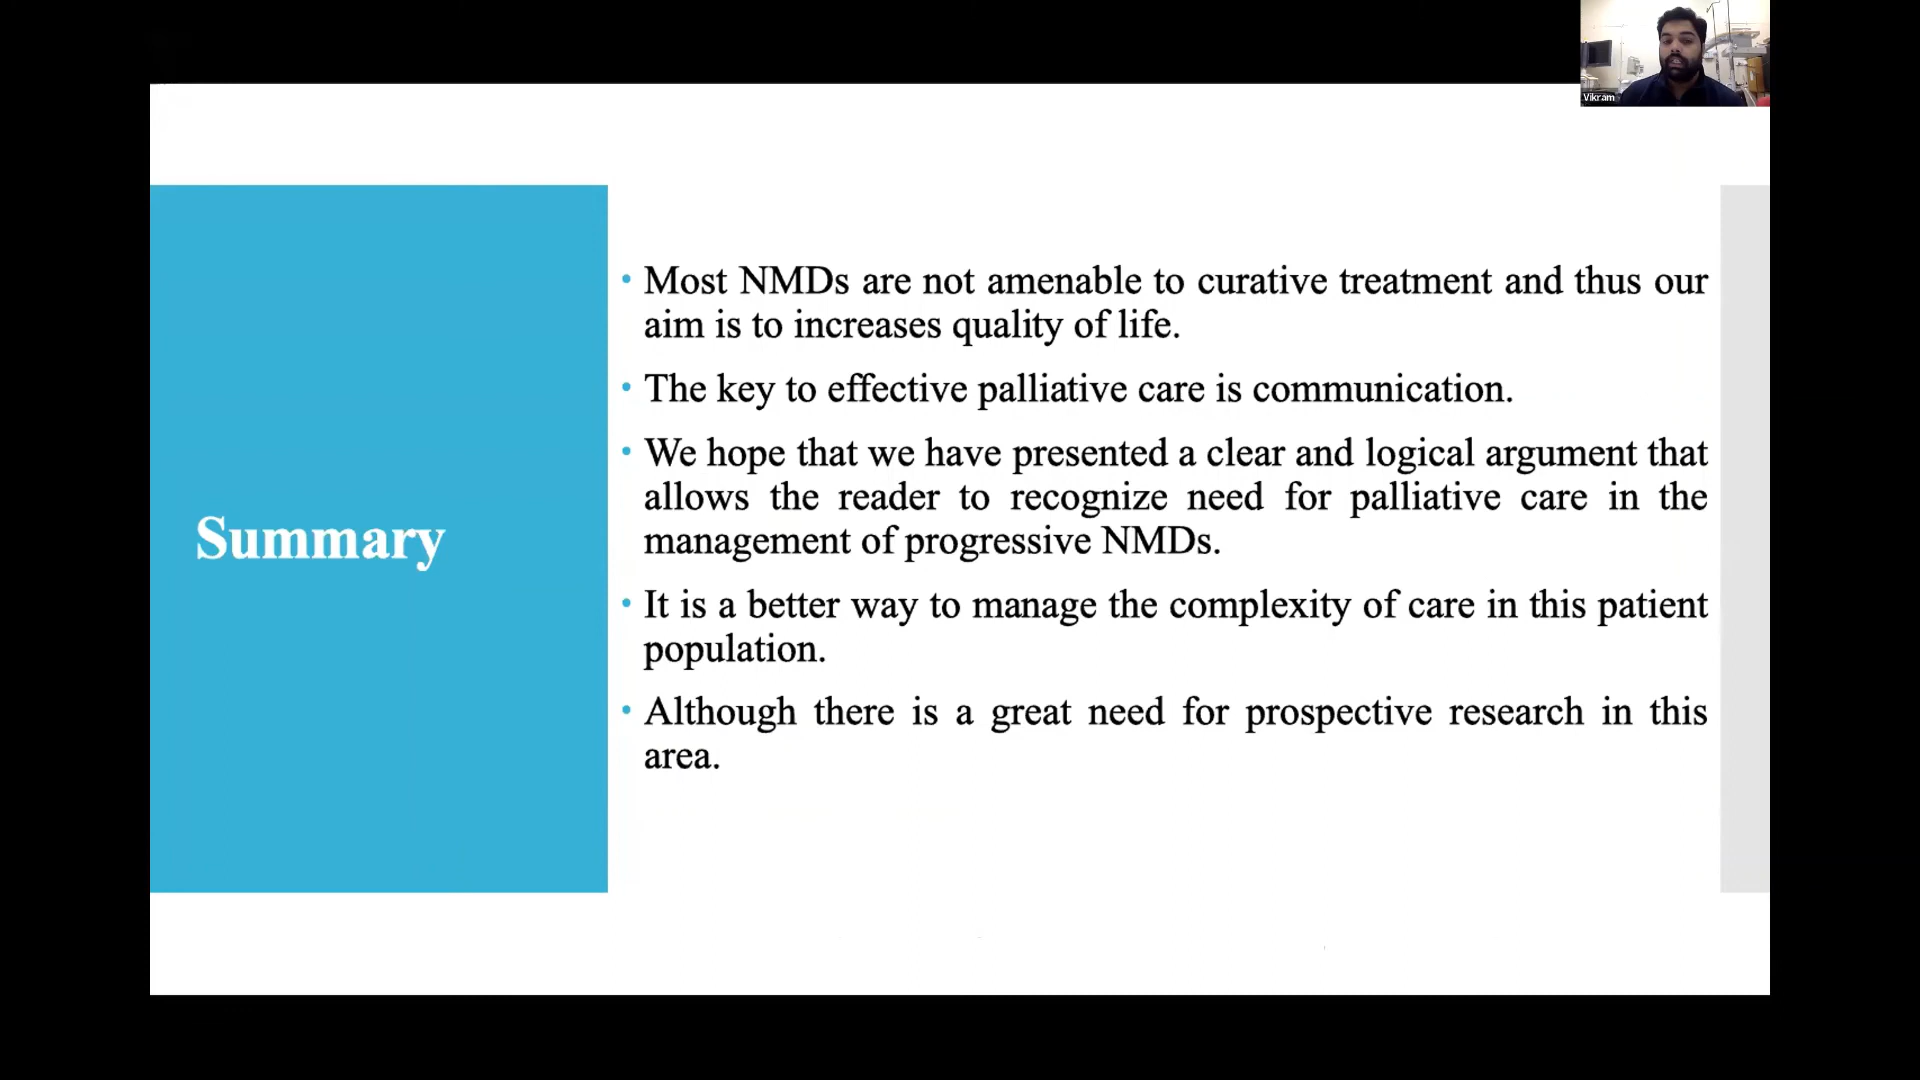 Vikram
Summary
• Most NMDs are not amenable to curative treatment and thus our
aim is to increases quality of life.
• The key to effective palliative care is communication.
• We hope that we have presented a clear and logical argument that
allows the reader to recognize need for palliative care in the
management of progressive NMDs.
• It is a better way to manage the complexity of care in this patient
population.
• Although there is a great need for prospective research in this
area.